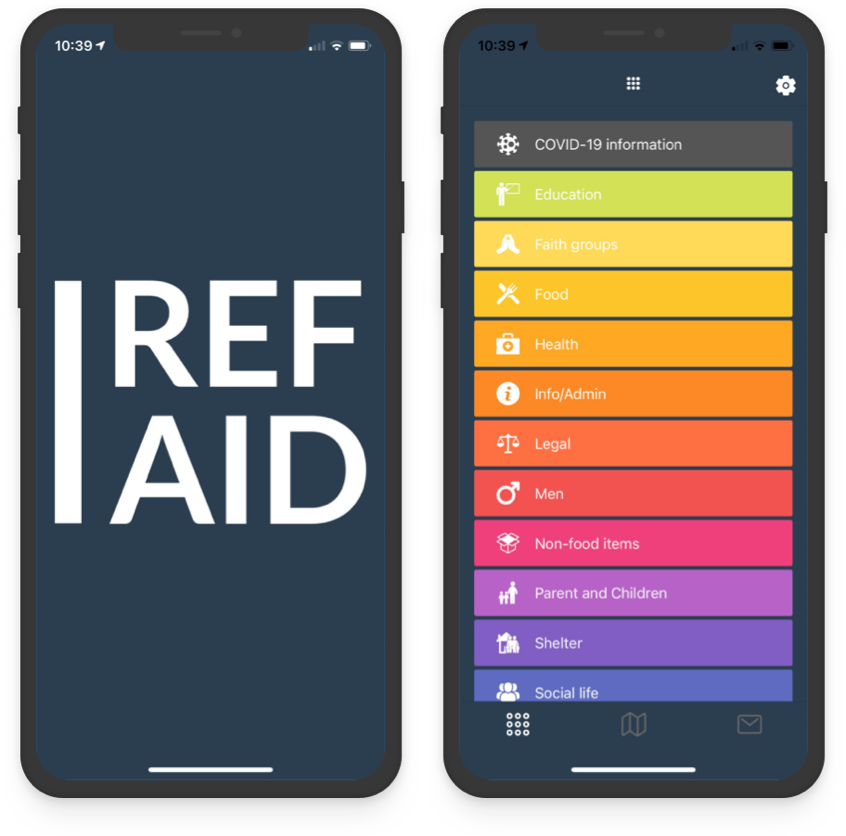 10:39
REF
AID
10:39
COVID-19 information
Education
Faith groups
Food
Health
Info/Admin
Legal
Men
Non-food items
Parent and Children
Shelter
Social life